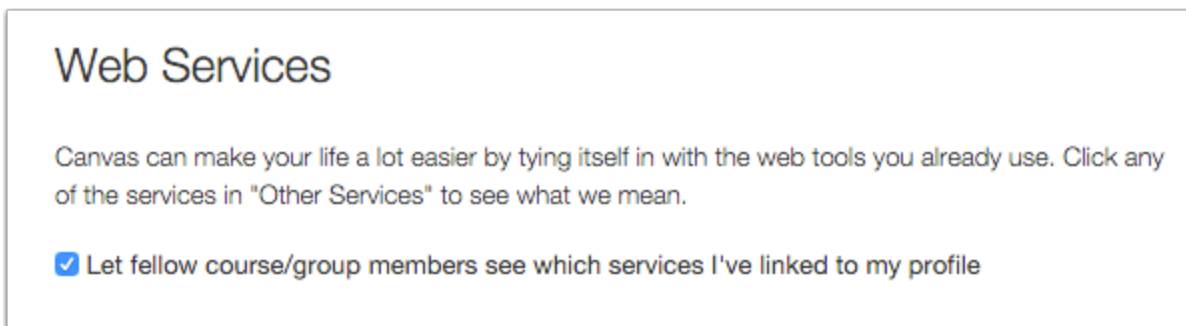 Web Services
Canvas can make your life a lot easier by tying itself in with the web tools you already use. Click any
of the services in "Other Services" to see what we mean.
Let fellow course/group members see which services I've linked to my profile